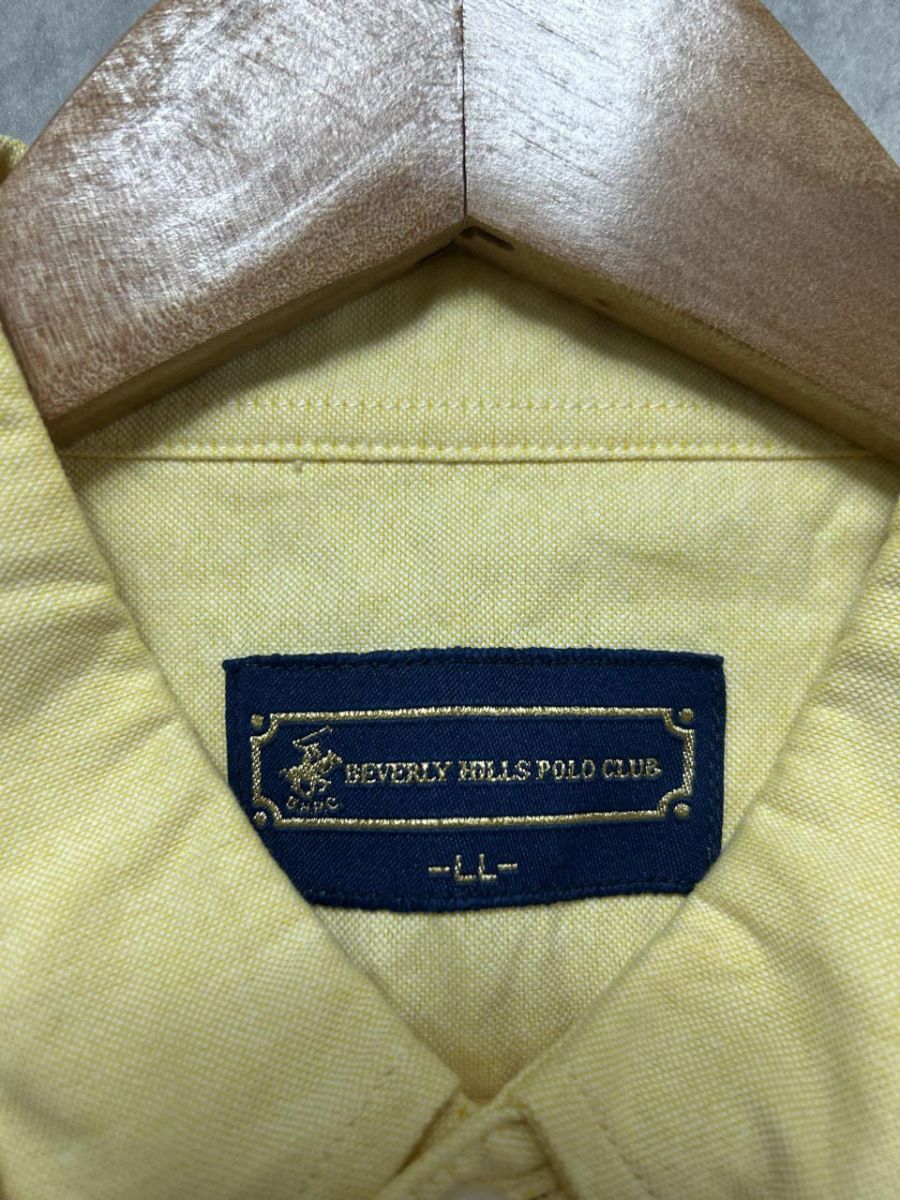 BEVERLY HILLS POLO CLUB
B.H.P.C.
-LL-